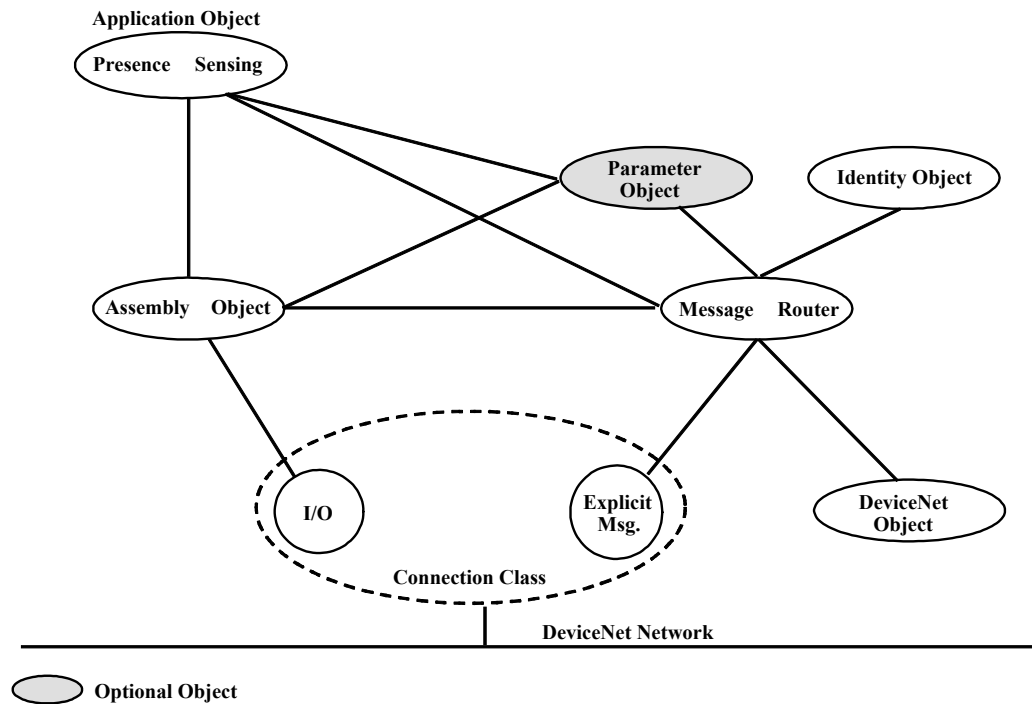 Application Object
Presence Sensing
Parameter
Object
Identity Object
Assembly Object
Message Router
I/O
Explicit
Msg.
DeviceNet
Object
Connection Class
DeviceNet Network
Optional Object